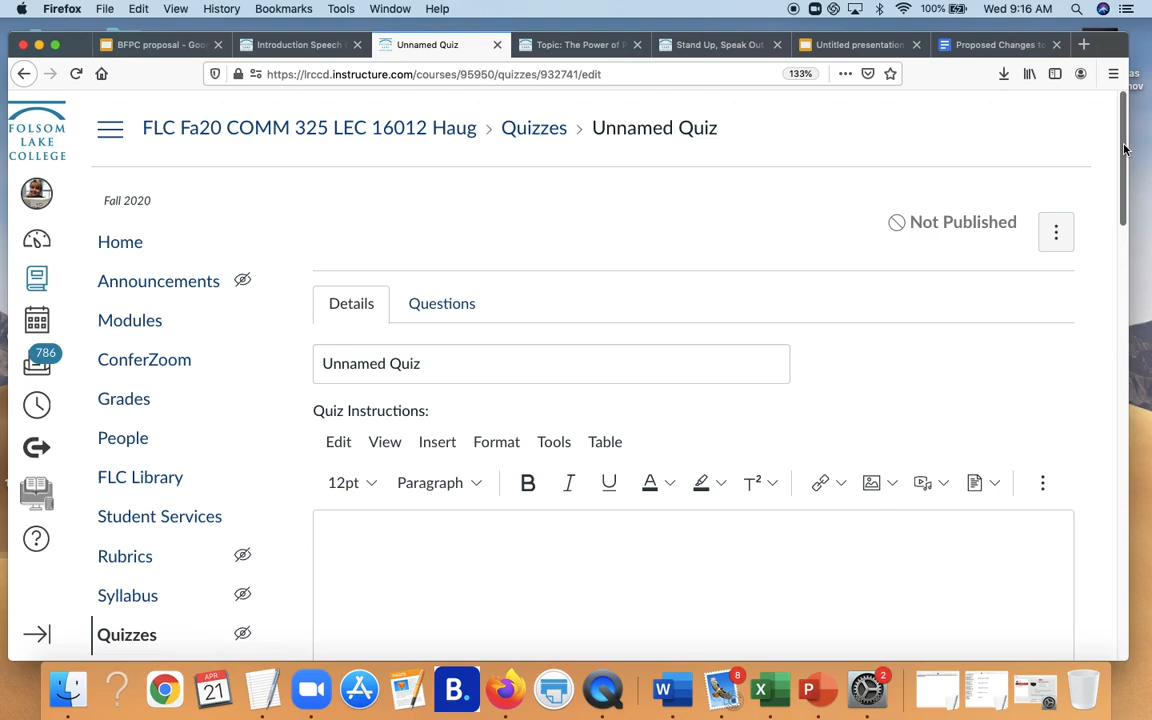 Firefox File Edit View History Bookmarks Tools Window Help 100% Wed 9:16 AM
BFPC proposal - Goo Introduction Speech Unnamed Quiz Topic: The Power of P Stand Up, Speak Out Untitled presentation Proposed Changes to
https://lrccd.instructure.com/courses/95950/quizzes/932741/edit 133%
FOLSOM
LAKE
COLLEGE
FLC Fa20 COMM 325 LEC 16012 Haug > Quizzes > Unnamed Quiz
Fall 2020
Not Published
Home
Announcements
Modules
ConferZoom
Grades
People
FLC Library
Student Services
Rubrics
Syllabus
Quizzes
786
Details Questions
Unnamed Quiz
Quiz Instructions:
Edit View Insert Format Tools Table
12pt Paragraph B I U A T²
APR
21
B.
W
8
X
P
2